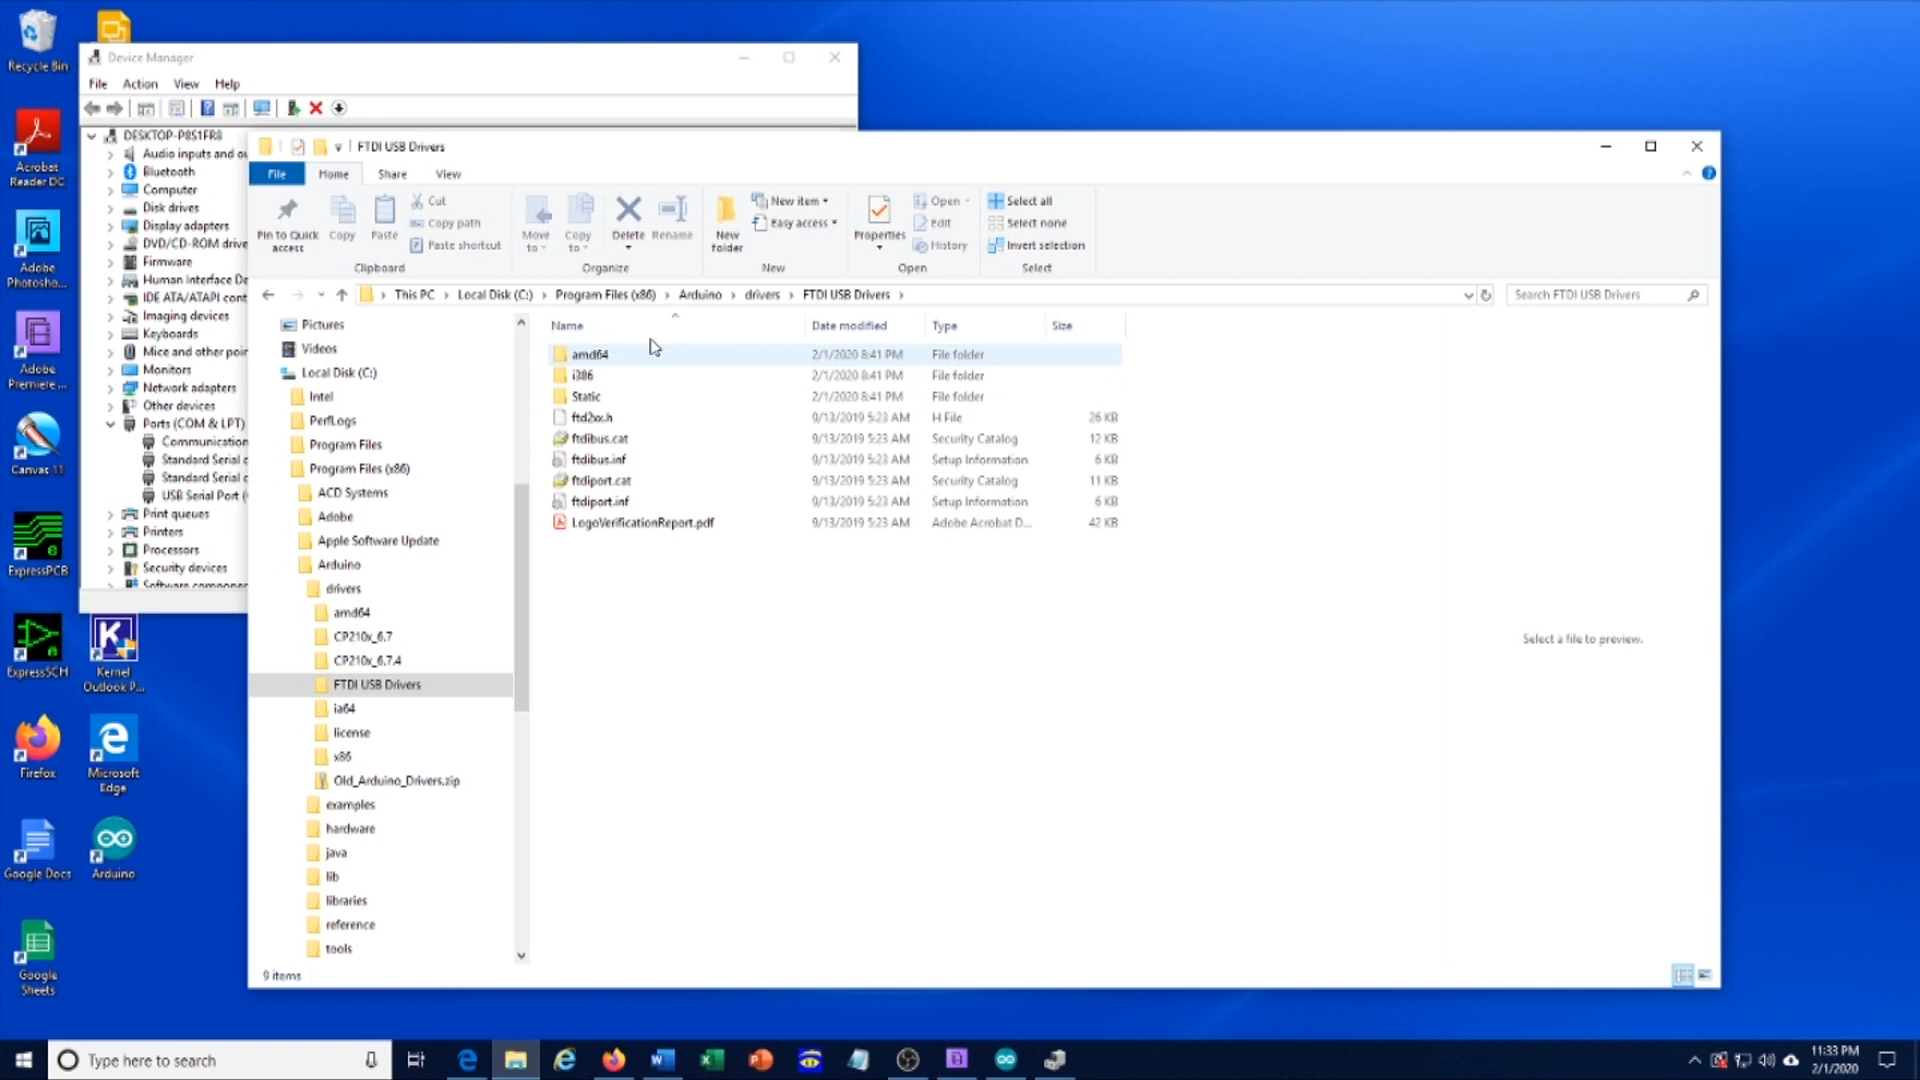 Recycle Bin
Acrobat
Reader DC
Adobe
Photosho...
Adobe
Premiere ...
Canvas 11
ExpressPCB
ExpressSCH
Kernel
Outlook P...
Firefox
Microsoft
Edge
Google Docs
Arduino
Google
Sheets
Device Manager
File Action View Help
DESKTOP-P8S1FR8
Audio inputs and ou
Bluetooth
Computer
Disk drives
Display adapters
DVD/CD-ROM drive
Firmware
Human Interface De
IDE ATA/ATAPI cont
Imaging devices
Keyboards
Mice and other poin
Monitors
Network adapters
Other devices
Ports (COM & LPT)
Communication
Standard Serial c
Standard Serial c
USB Serial Port (
Print queues
Printers
Processors
Security devices
Software componen
FTDI USB Drivers
File Home Share View
Pin to Quick
access
Copy
Paste
Cut
Copy path
Paste shortcut
Clipboard
Move
to
Copy
to
Delete
Rename
Organize
New
folder
New item
Easy access
New
Properties
Open
Edit
History
Open
Select all
Select none
Invert selection
Select
This PC > Local Disk (C:) > Program Files (x86) > Arduino > drivers > FTDI USB Drivers >
Search FTDI USB Drivers
Pictures
Videos
Local Disk (C:)
Intel
PerfLogs
Program Files
Program Files (x86)
ACD Systems
Adobe
Apple Software Update
Arduino
drivers
amd64
CP210x_6.7
CP210x_6.7.4
FTDI USB Drivers
ia64
license
x86
Old_Arduino_Drivers.zip
examples
hardware
java
lib
libraries
reference
tools
Name Date modified Type Size
amd64 2/1/2020 8:41 PM File folder
i386 2/1/2020 8:41 PM File folder
Static 2/1/2020 8:41 PM File folder
ftd2xx.h 9/13/2019 5:23 AM H File 26 KB
ftdibus.cat 9/13/2019 5:23 AM Security Catalog 12 KB
ftdibus.inf 9/13/2019 5:23 AM Setup Information 6 KB
ftdiport.cat 9/13/2019 5:23 AM Security Catalog 11 KB
ftdiport.inf 9/13/2019 5:23 AM Setup Information 6 KB
LogoVerificationReport.pdf 9/13/2019 5:23 AM Adobe Acrobat D... 42 KB
Select a file to preview.
9 items
Type here to search
11:33 PM
2/1/2020